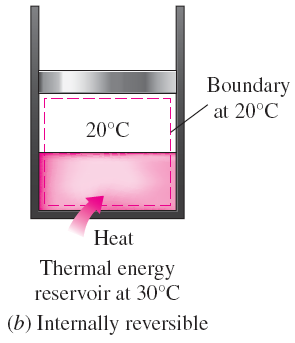 Boundary
at 20°C
20°C
Heat
Thermal energy
reservoir at 30°C
(b) Internally reversible